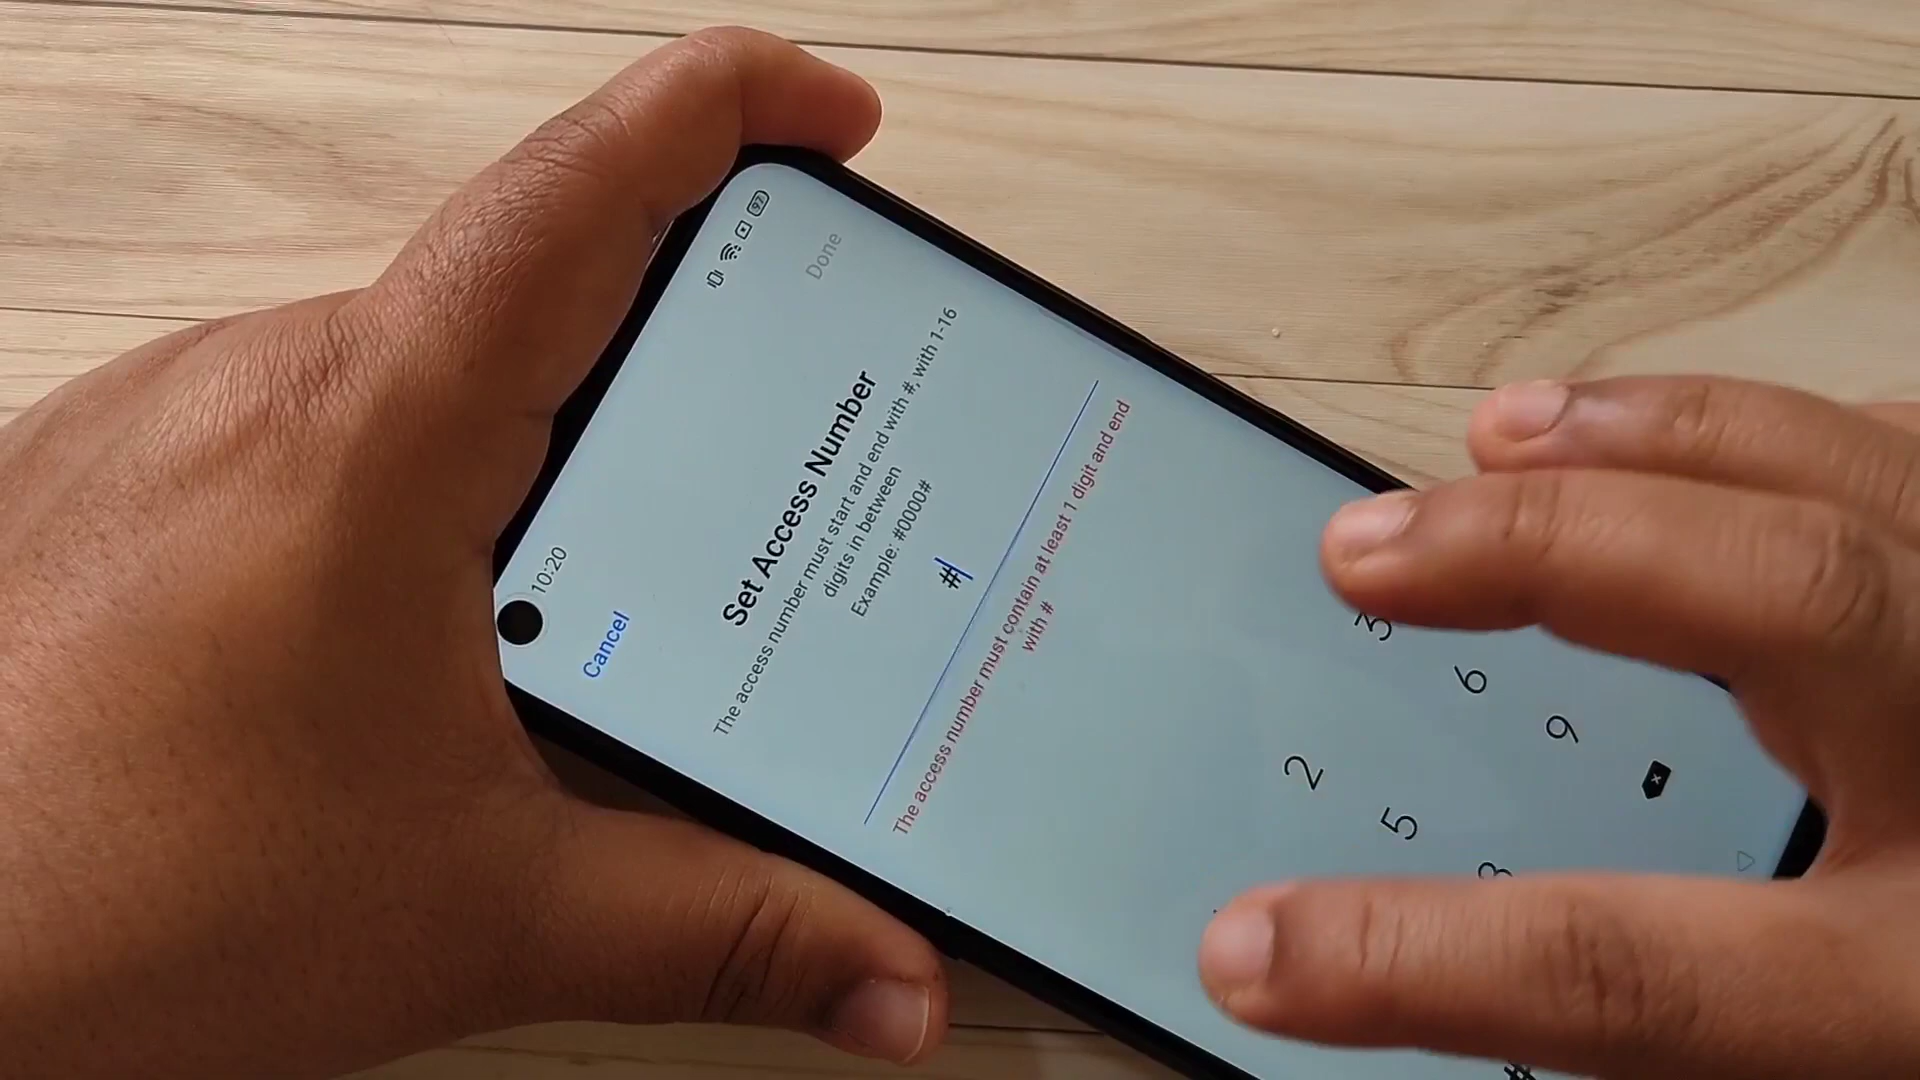 10:20
97
Cancel
Done
Set Access Number
The access number must start and end with #, with 1-16
digits in between
Example: #0000#
#
The access number must contain at least 1 digit and end
with #
2
3
5
6
9
#